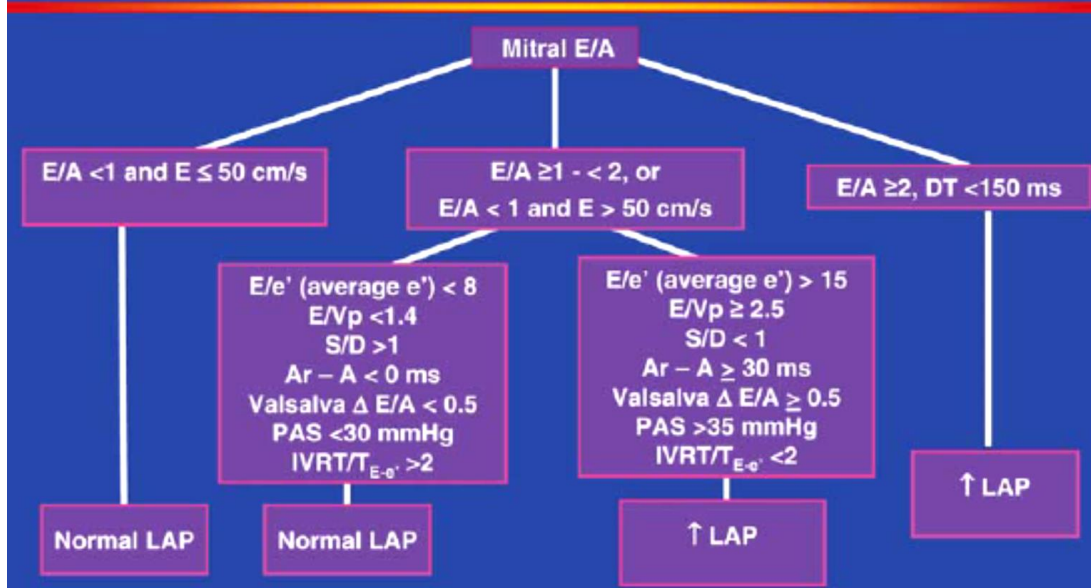 Mitral E/A
E/A <1 and E ≤ 50 cm/s
E/A ≥1 - < 2, or
E/A < 1 and E > 50 cm/s
E/A ≥2, DT <150 ms
E/e' (average e') < 8
E/Vp <1.4
S/D >1
Ar – A < 0 ms
Valsalva Δ E/A < 0.5
PAS <30 mmHg
IVRT/T_E-e' >2
E/e' (average e') > 15
E/Vp ≥ 2.5
S/D < 1
Ar – A ≥ 30 ms
Valsalva Δ E/A ≥ 0.5
PAS >35 mmHg
IVRT/T_E-e' <2
Normal LAP
Normal LAP
↑ LAP
↑ LAP